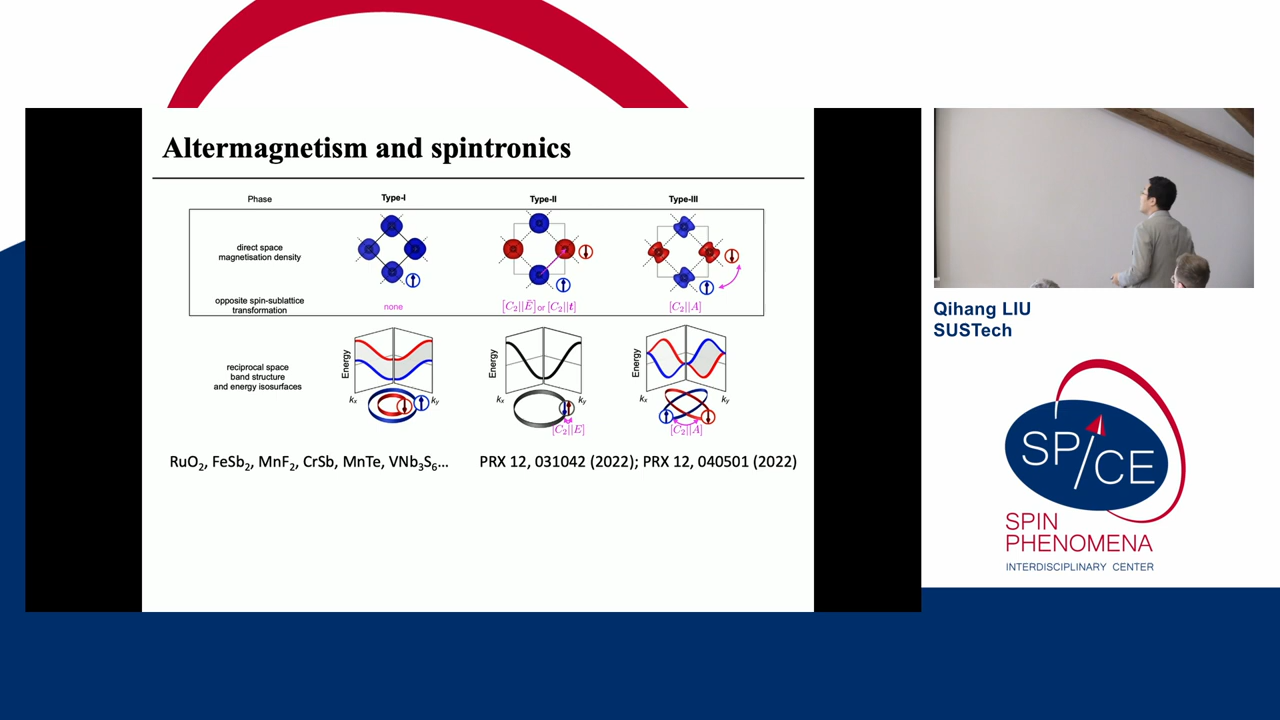 Altermagnetism and spintronics
Phase Type-I Type-II Type-III
direct space
magnetisation density
opposite spin-sublattice
transformation
none
[C₂||Ē] or [C₂||t]
[C₂||A]
reciprocal space
band structure
and energy isosurfaces
Energy
kₓ
k_y
Energy
kₓ
k_y
[C₂||E]
Energy
kₓ
k_y
[C₂||A]
RuO₂, FeSb₂, MnF₂, CrSb, MnTe, VNb₃S₆... PRX 12, 031042 (2022); PRX 12, 040501 (2022)
Qihang LIU
SUSTech
SP/CE
SPIN
PHENOMENA
INTERDISCIPLINARY CENTER